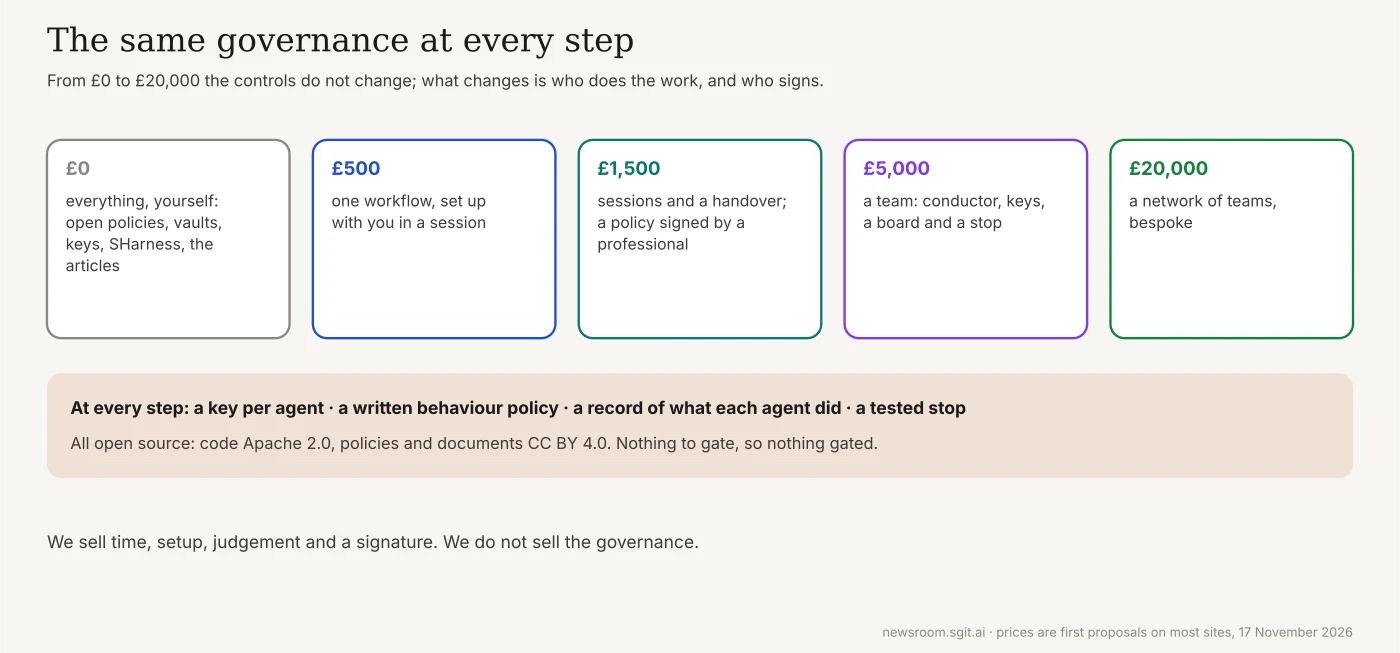 The same governance at every step
From £0 to £20,000 the controls do not change; what changes is who does the work, and who signs.
£0
everything, yourself:
open policies, vaults,
keys, SHarness, the
articles
£500
one workflow, set up
with you in a session
£1,500
sessions and a handover;
a policy signed by a
professional
£5,000
a team: conductor, keys,
a board and a stop
£20,000
a network of teams,
bespoke
At every step: a key per agent · a written behaviour policy · a record of what each agent did · a tested stop
All open source: code Apache 2.0, policies and documents CC BY 4.0. Nothing to gate, so nothing gated.
We sell time, setup, judgement and a signature. We do not sell the governance.
newsroom.sgit.ai · prices are first proposals on most sites, 17 November 2026